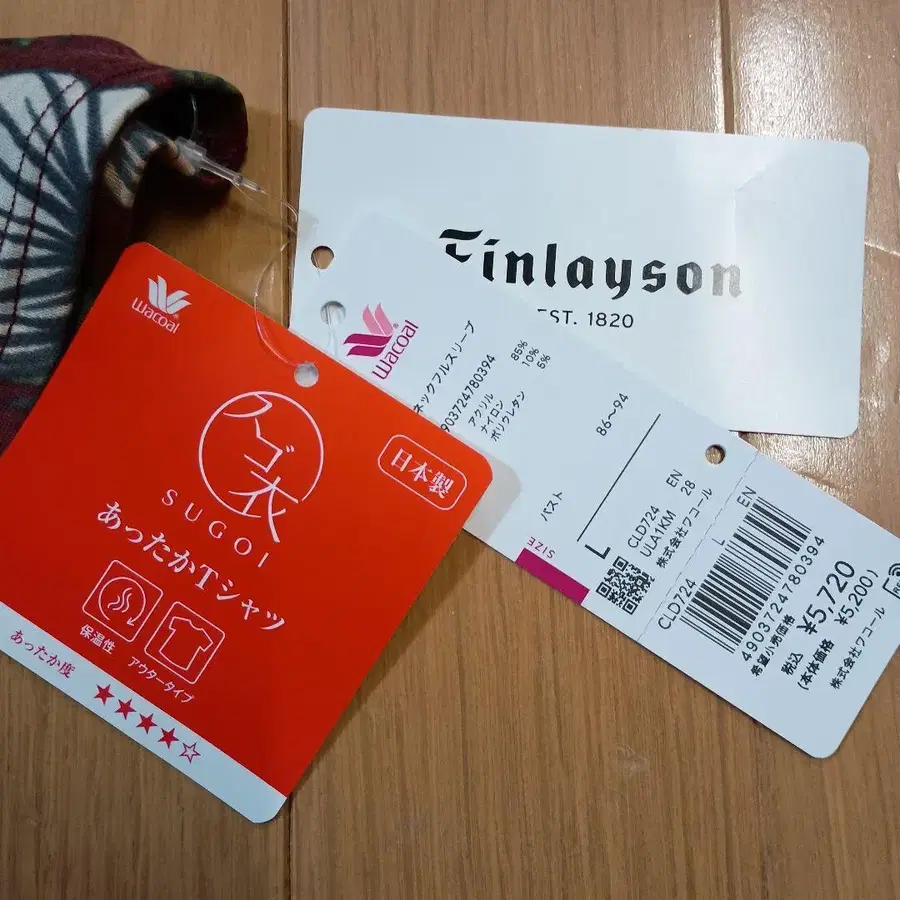 Finlayson
EST. 1820
Wacoal
スゴ衣
SUGOI
日本製
あったかTシャツ
保温性
アウタータイプ
あったか度
★★★★☆
Wacoal
ネックフルスリーブ
903724780394
アクリル 85%
ナイロン 10%
ポリウレタン 5%
SIZE
バスト 86〜94
L
CLD724 EN
ULA1KM 28
株式会社ワコール
CLD724 L EN
4903724780394
希望小売価格
税込 ¥5,720
(本体価格 ¥5,200)
株式会社ワコール